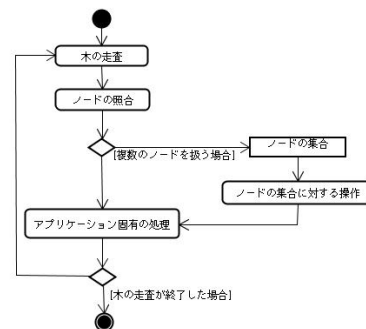 木の走査
ノードの照合
[複数のノードを扱う場合]
ノードの集合
ノードの集合に対する操作
アプリケーション固有の処理
[木の走査が終了した場合]